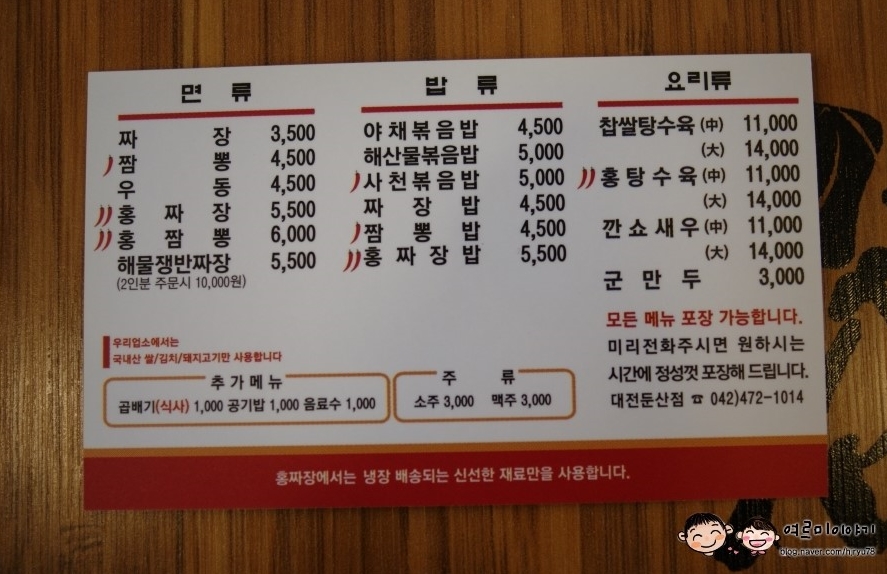 면 류
짜 장 3,500
짬 뽕 4,500
우 동 4,500
홍 짜 장 5,500
홍 짬 뽕 6,000
해물쟁반짜장 5,500
(2인분 주문시 10,000원)
밥 류
야채볶음밥 4,500
해산물볶음밥 5,000
사천볶음밥 5,000
짜 장 밥 4,500
짬 뽕 밥 4,500
홍 짜 장 밥 5,500
요리류
찹쌀탕수육 (中) 11,000
(大) 14,000
홍탕수육 (中) 11,000
(大) 14,000
깐쇼새우 (中) 11,000
(大) 14,000
군 만 두 3,000
모든 메뉴 포장 가능합니다.
미리전화주시면 원하시는
시간에 정성껏 포장해 드립니다.
대전둔산점 ☎ 042)472-1014
우리업소에서는
국내산 쌀/김치/돼지고기만 사용합니다
추가메뉴
곱배기(식사) 1,000 공기밥 1,000 음료수 1,000
주 류
소주 3,000 맥주 3,000
홍짜장에서는 냉장 배송되는 신선한 재료만을 사용합니다.
여르미이야기
blog.naver.com/hryu78